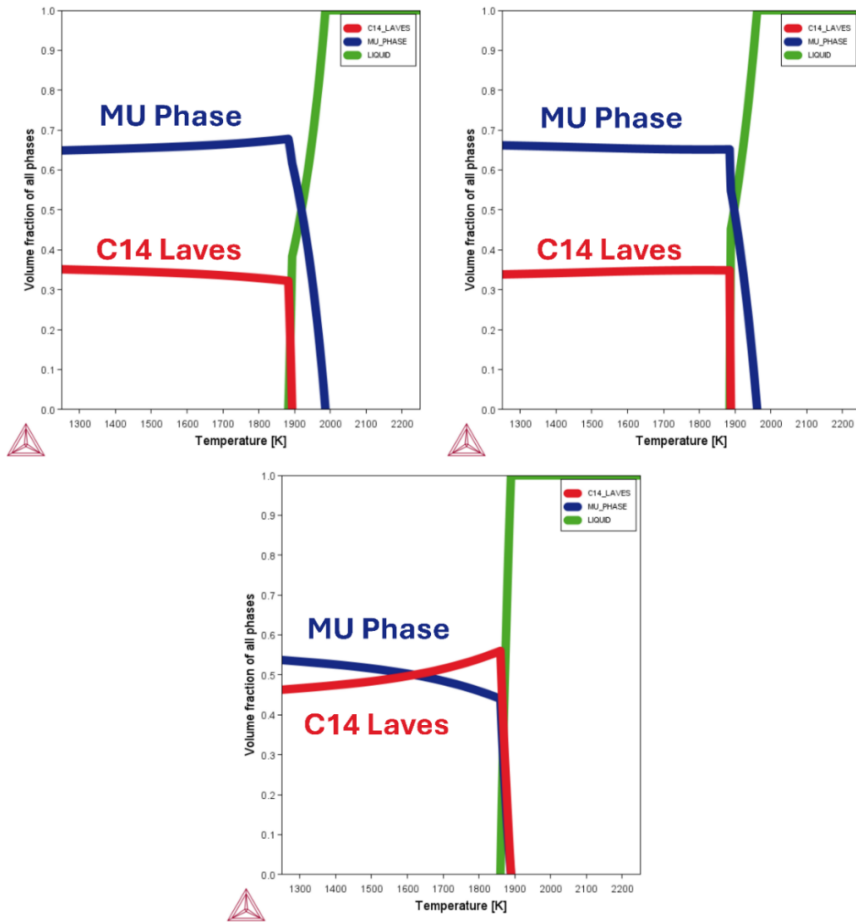 C14_LAVES
MU_PHASE
LIQUID
MU Phase
C14 Laves
Volume fraction of all phases
1.0
0.9
0.8
0.7
0.6
0.5
0.4
0.3
0.2
0.1
0.0
1300 1400 1500 1600 1700 1800 1900 2000 2100 2200
Temperature [K]
C14_LAVES
MU_PHASE
LIQUID
MU Phase
C14 Laves
Volume fraction of all phases
1.0
0.9
0.8
0.7
0.6
0.5
0.4
0.3
0.2
0.1
0.0
1300 1400 1500 1600 1700 1800 1900 2000 2100 2200
Temperature [K]
C14_LAVES
MU_PHASE
LIQUID
MU Phase
C14 Laves
Volume fraction of all phases
1.0
0.9
0.8
0.7
0.6
0.5
0.4
0.3
0.2
0.1
0.0
1300 1400 1500 1600 1700 1800 1900 2000 2100 2200
Temperature [K]